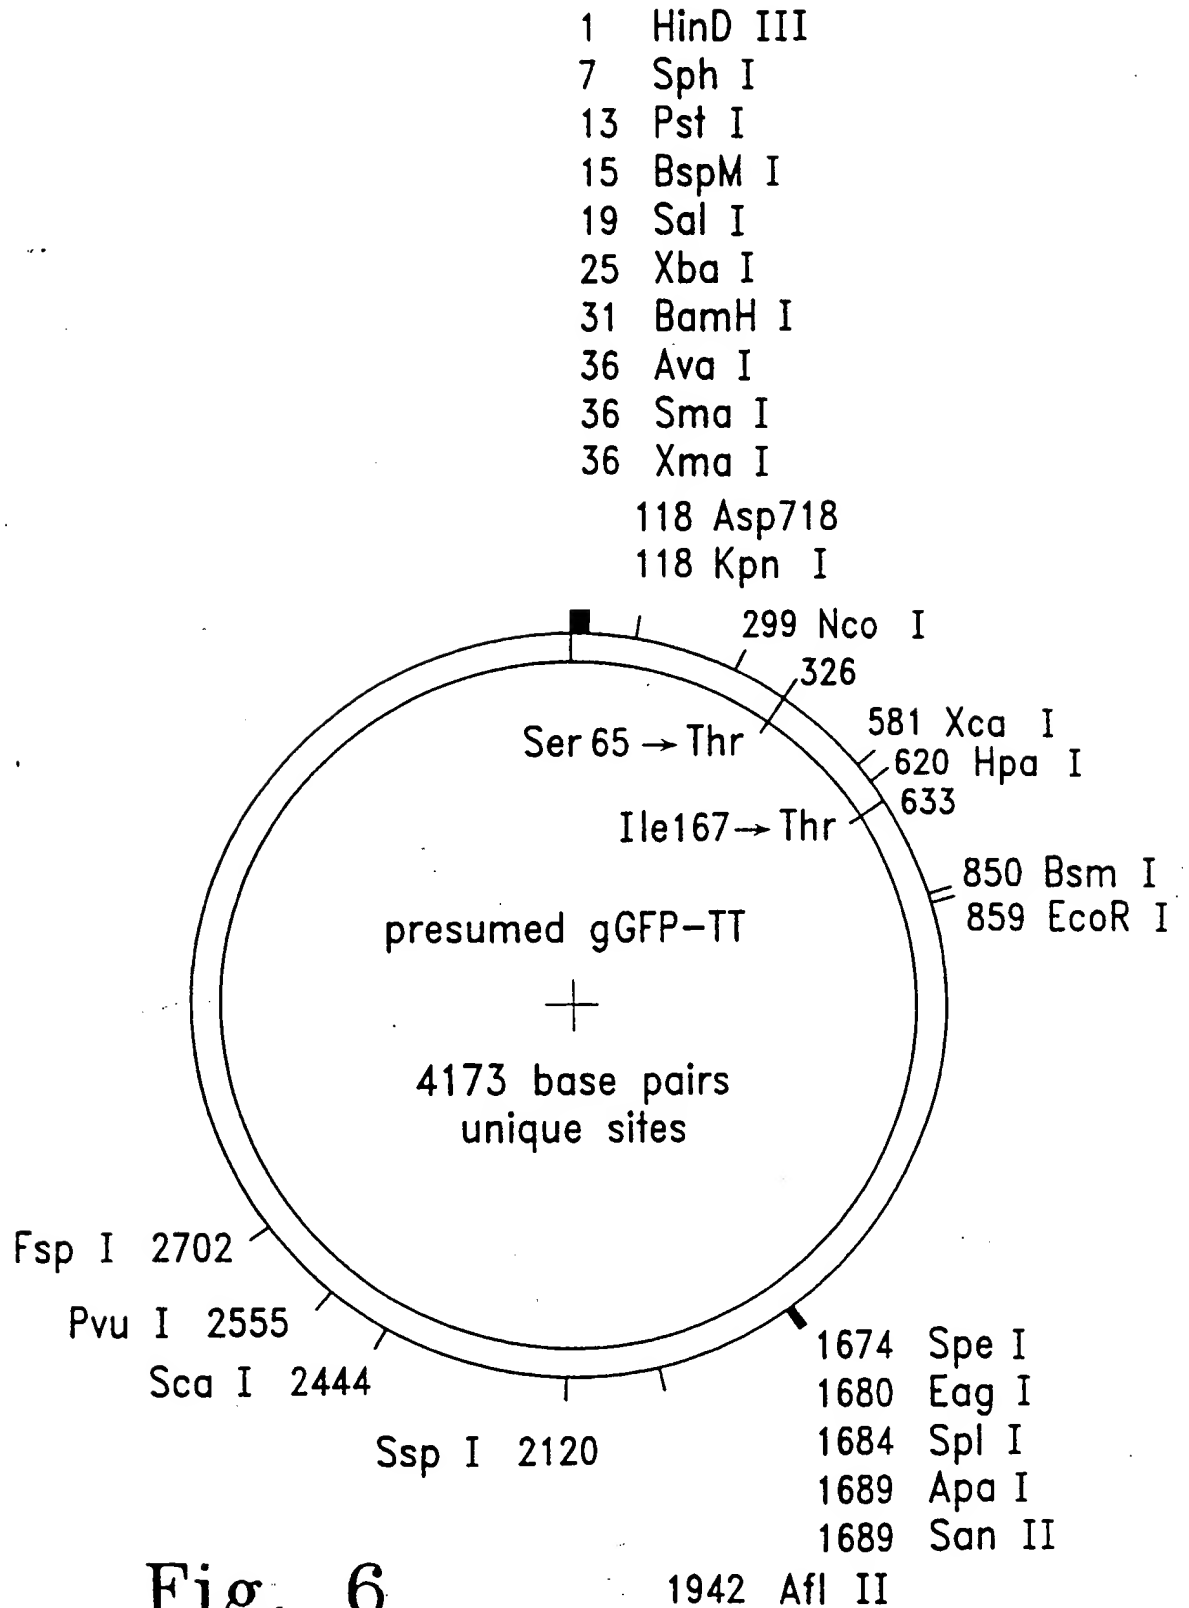 1 HinD III
7 Sph I
13 Pst I
15 BspM I
19 Sal I
25 Xba I
31 BamH I
36 Ava I
36 Sma I
36 Xma I
118 Asp718
118 Kpn I
299 Nco I
326
Ser 65 → Thr
581 Xca I
620 Hpa I
633
Ile167 → Thr
850 Bsm I
859 EcoR I
presumed gGFP-TT
4173 base pairs
unique sites
Fsp I 2702
Pvu I 2555
Sca I 2444
Ssp I 2120
1674 Spe I
1680 Eag I
1684 Spl I
1689 Apa I
1689 San II
1942 Afl II
Fig. 6